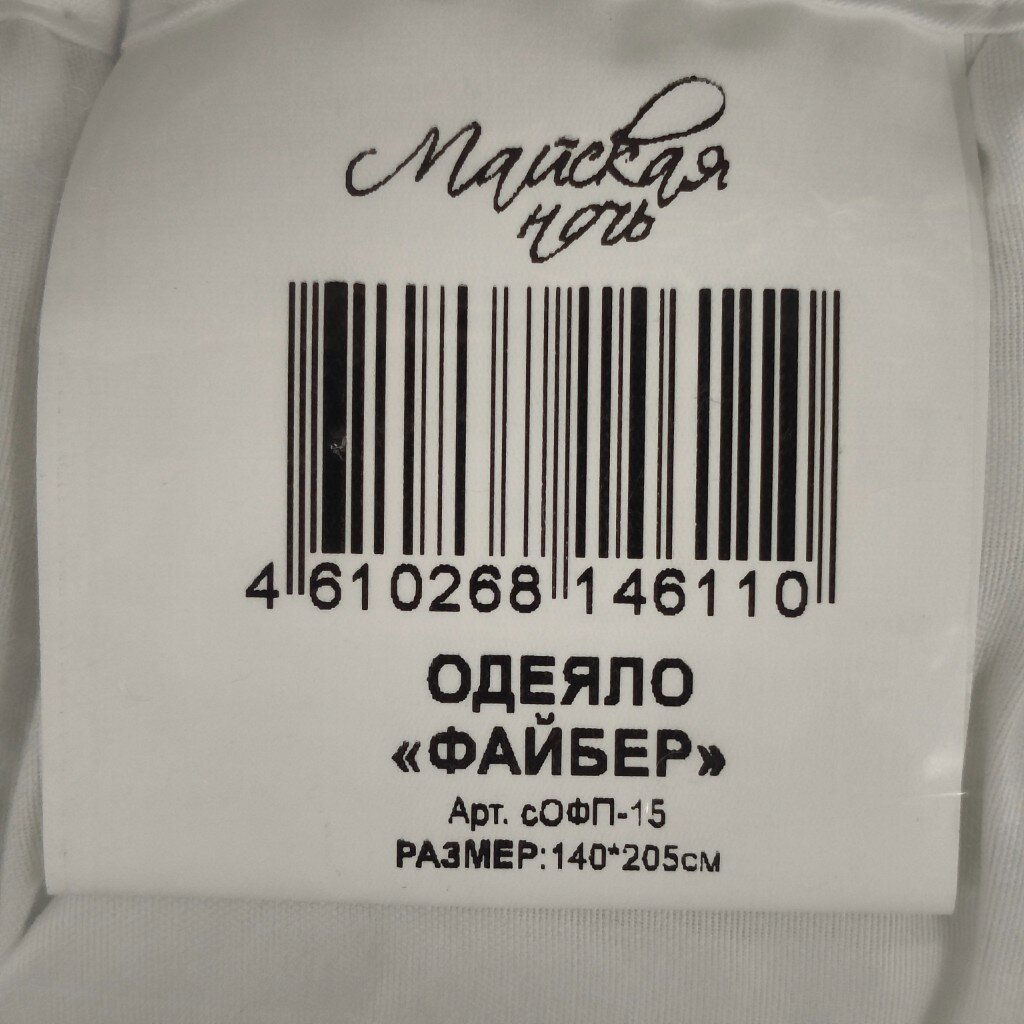 Майская
ночь
4 610268 146110
ОДЕЯЛО
«ФАЙБЕР»
Арт. сОФП-15
РАЗМЕР:140*205см